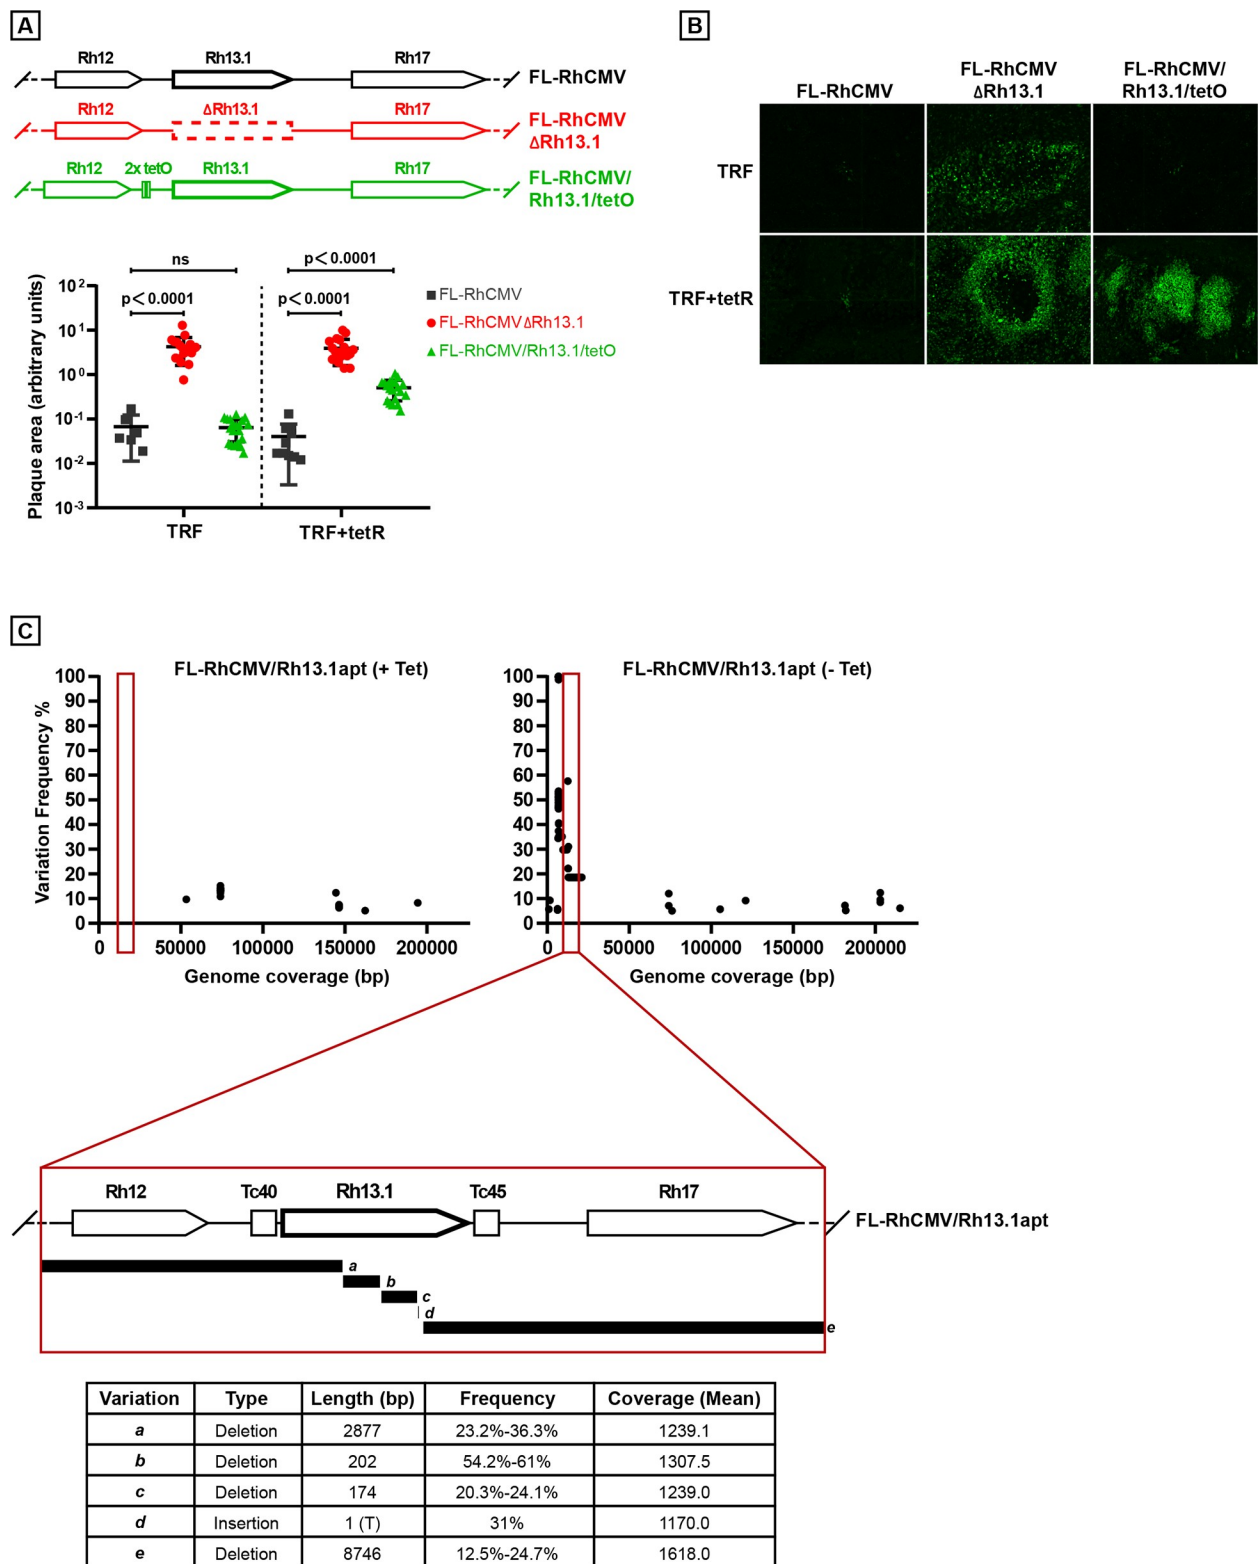 A
Rh12 Rh13.1 Rh17
FL-RhCMV
Rh12 ΔRh13.1 Rh17
FL-RhCMV
ΔRh13.1
Rh12 2x tetO Rh13.1 Rh17
FL-RhCMV/
Rh13.1/tetO
ns p<0.0001
p<0.0001 p<0.0001
Plaque area (arbitrary units)
10²
10¹
10⁰
10⁻¹
10⁻²
10⁻³
TRF TRF+tetR
FL-RhCMV
FL-RhCMVΔRh13.1
FL-RhCMV/Rh13.1/tetO
B
FL-RhCMV
FL-RhCMV
ΔRh13.1
FL-RhCMV/
Rh13.1/tetO
TRF
TRF+tetR
C
FL-RhCMV/Rh13.1apt (+ Tet)
Variation Frequency %
100
90
80
70
60
50
40
30
20
10
0
0 50000 100000 150000 200000
Genome coverage (bp)
FL-RhCMV/Rh13.1apt (- Tet)
100
90
80
70
60
50
40
30
20
10
0
0 50000 100000 150000 200000
Genome coverage (bp)
Rh12 Tc40 Rh13.1 Tc45 Rh17
FL-RhCMV/Rh13.1apt
a
b
c
d
e
Variation Type Length (bp) Frequency Coverage (Mean)
a Deletion 2877 23.2%-36.3% 1239.1
b Deletion 202 54.2%-61% 1307.5
c Deletion 174 20.3%-24.1% 1239.0
d Insertion 1 (T) 31% 1170.0
e Deletion 8746 12.5%-24.7% 1618.0